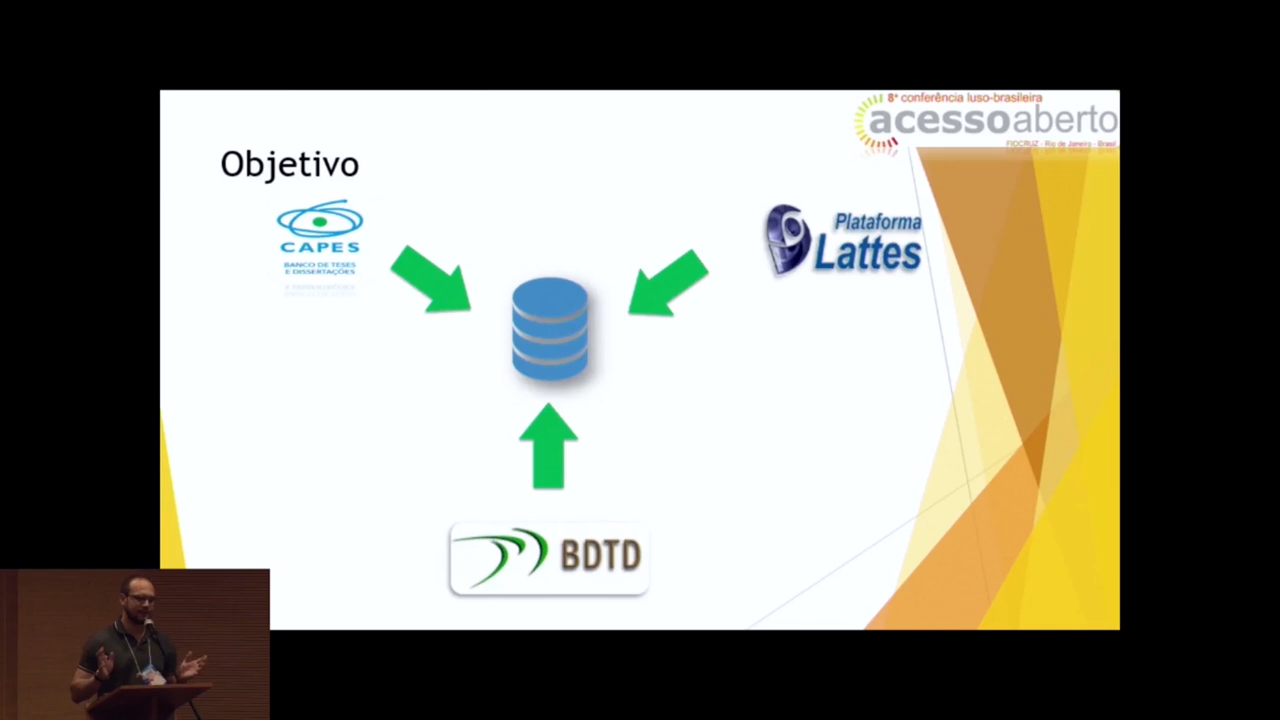 8ª conferência luso-brasileira
acessoaberto
FIOCRUZ - Rio de Janeiro - Brasil
Objetivo
CAPES
BANCO DE TESES
E DISSERTAÇÕES
Plataforma
Lattes
BDTD